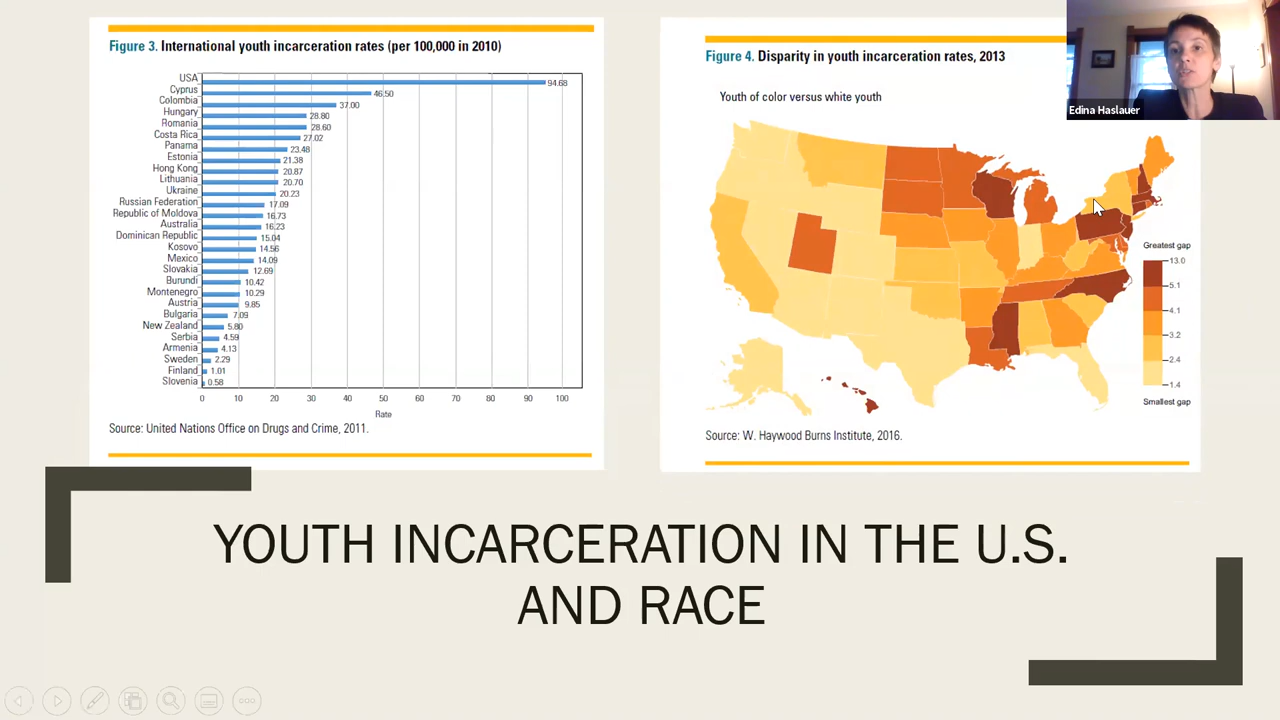 Figure 3. International youth incarceration rates (per 100,000 in 2010)
USA 94.68
Cyprus 46.50
Colombia 37.00
Hungary 28.80
Romania 28.60
Costa Rica 27.02
Panama 23.48
Estonia 21.38
Hong Kong 20.87
Lithuania 20.70
Ukraine 20.23
Russian Federation 17.09
Republic of Moldova 16.73
Australia 16.23
Dominican Republic 15.04
Kosovo 14.56
Mexico 14.09
Slovakia 12.69
Burundi 10.42
Montenegro 10.29
Austria 9.85
Bulgaria 7.09
New Zealand 5.80
Serbia 4.59
Armenia 4.13
Sweden 2.29
Finland 1.01
Slovenia 0.58
0 10 20 30 40 50 60 70 80 90 100
Rate
Source: United Nations Office on Drugs and Crime, 2011.
Figure 4. Disparity in youth incarceration rates, 2013
Youth of color versus white youth
Edina Haslauer
Greatest gap
13.0
5.1
4.1
3.2
2.4
1.4
Smallest gap
Source: W. Haywood Burns Institute, 2016.
YOUTH INCARCERATION IN THE U.S.
AND RACE